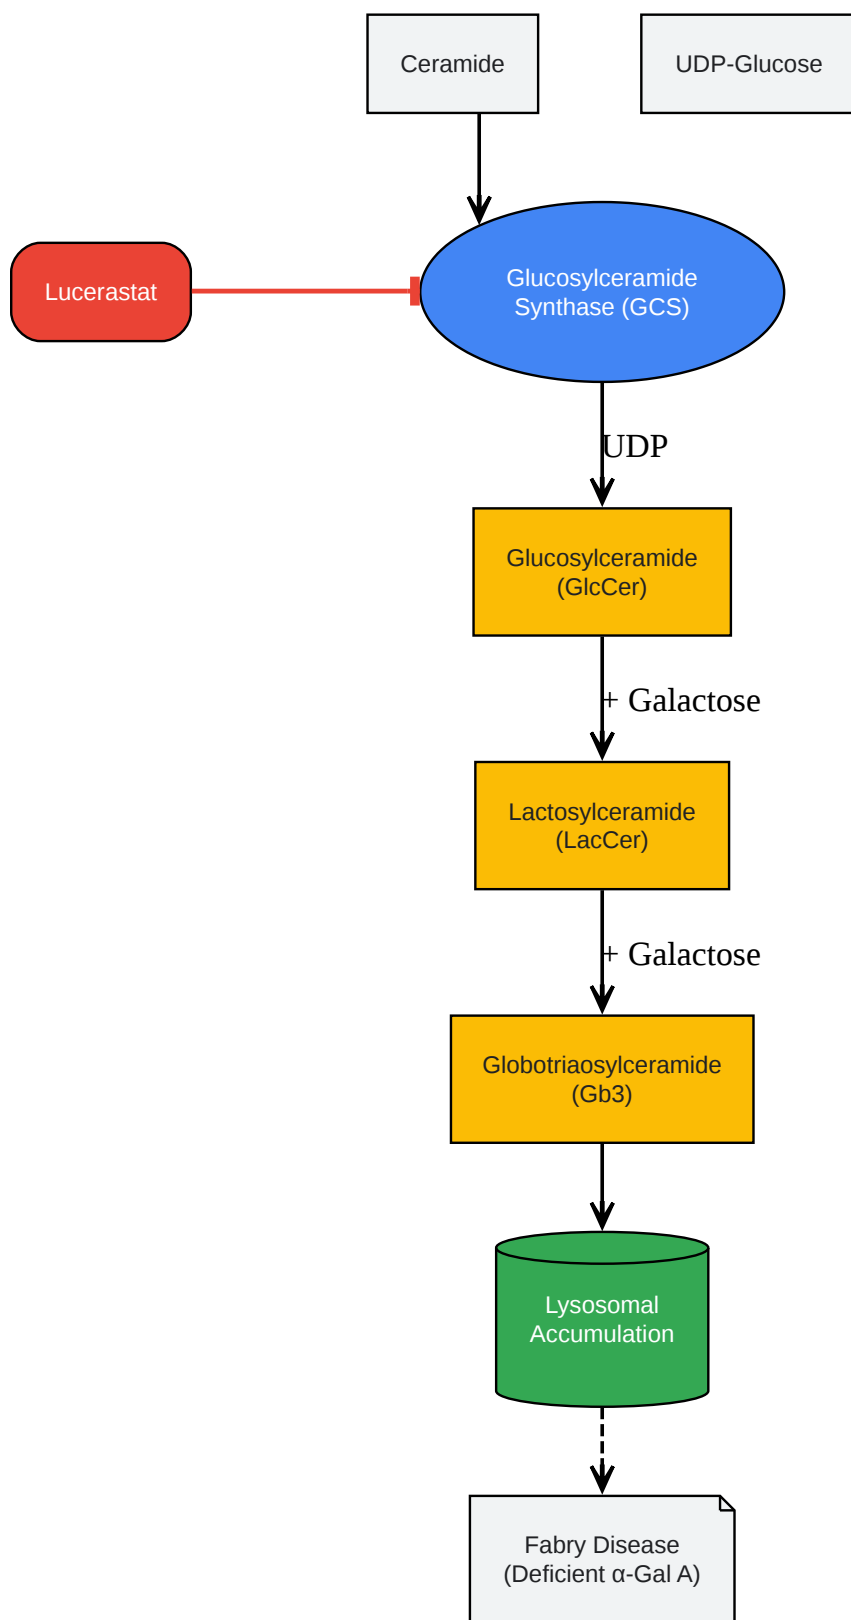 Ceramide
UDP-Glucose
Lucerastat
Glucosylceramide
Synthase (GCS)
UDP
Glucosylceramide
(GlcCer)
+ Galactose
Lactosylceramide
(LacCer)
+ Galactose
Globotriaosylceramide
(Gb3)
Lysosomal
Accumulation
Fabry Disease
(Deficient α-Gal A)